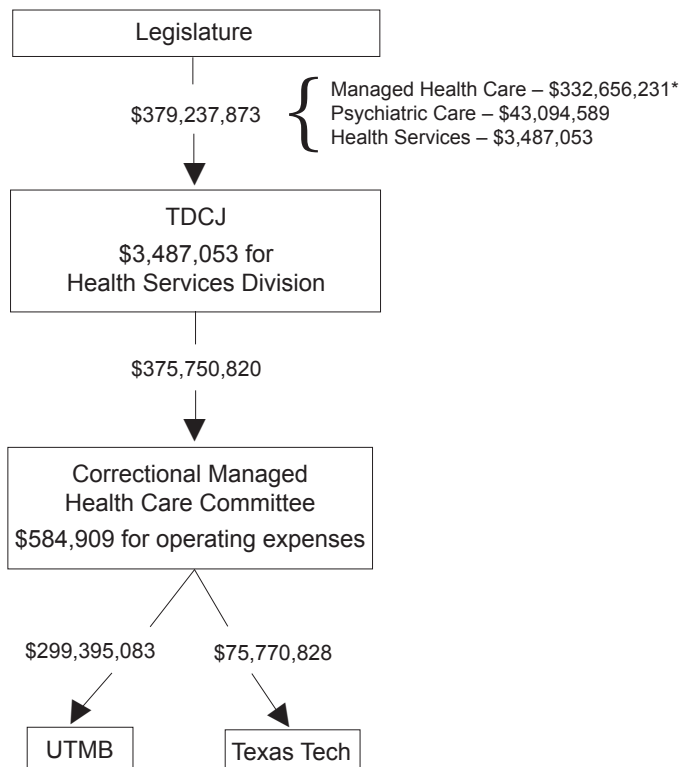 Legislature
$379,237,873
{
Managed Health Care – $332,656,231*
Psychiatric Care – $43,094,589
Health Services – $3,487,053
TDCJ
$3,487,053 for
Health Services Division
$375,750,820
Correctional Managed
Health Care Committee
$584,909 for operating expenses
$299,395,083
$75,770,828
UTMB
Texas Tech